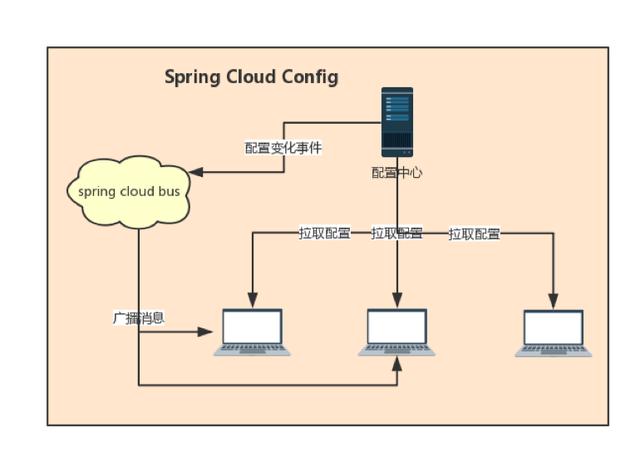 Spring Cloud Config
配置变化事件
配置中心
spring cloud bus
拉取配置
拉取配置
拉取配置
广播消息